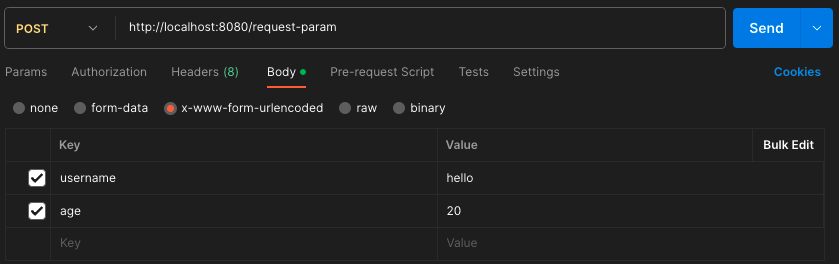 POST http://localhost:8080/request-param Send
Params Authorization Headers (8) Body Pre-request Script Tests Settings Cookies
none form-data x-www-form-urlencoded raw binary
Key Value Bulk Edit
username hello
age 20
Key Value